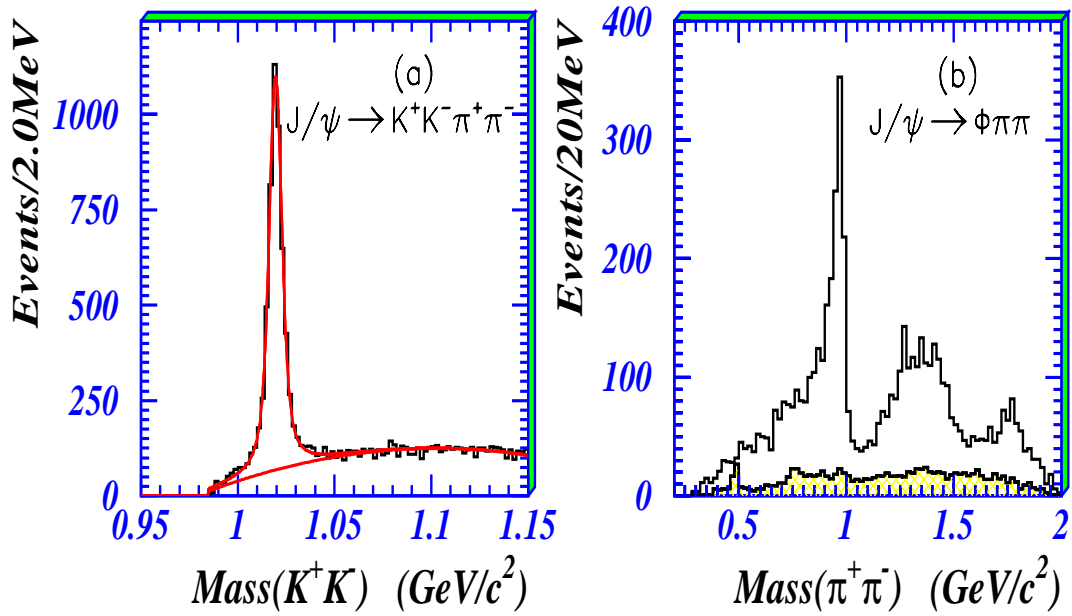 Events/2.0MeV
1000
750
500
250
0
(a)
J/ψ → K⁺K⁻π⁺π⁻
0.95 1 1.05 1.1 1.15
Mass(K⁺K⁻) (GeV/c²)
Events/20MeV
400
300
200
100
0
(b)
J/ψ → Φππ
0.5 1 1.5 2
Mass(π⁺π⁻) (GeV/c²)